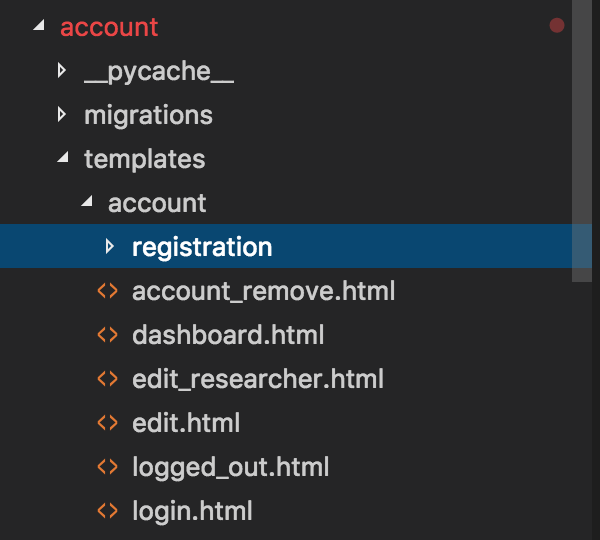 account
__pycache__
migrations
templates
account
registration
account_remove.html
dashboard.html
edit_researcher.html
edit.html
logged_out.html
login.html